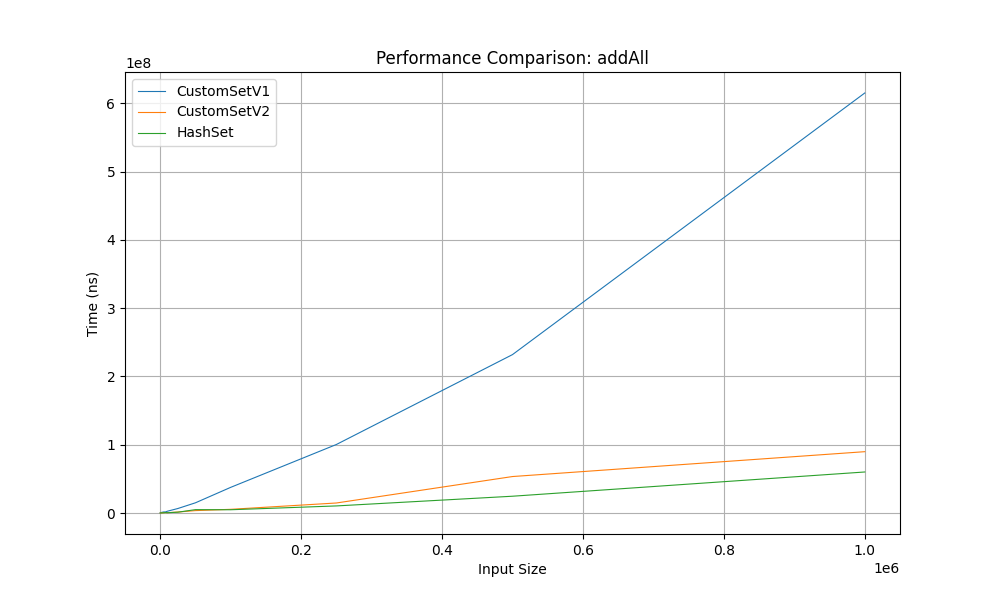 Performance Comparison: addAll
1e8
CustomSetV1
CustomSetV2
HashSet
6
5
4
3
2
1
0
Time (ns)
0.0 0.2 0.4 0.6 0.8 1.0
Input Size
1e6